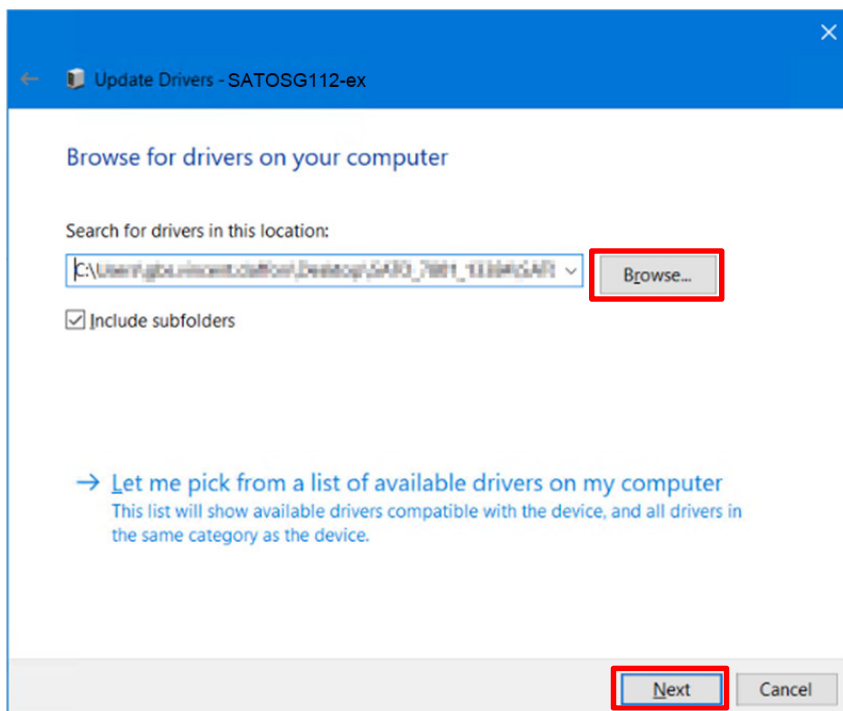 Update Drivers - SATOSG112-ex
Browse for drivers on your computer
Search for drivers in this location:
C:\
Browse...
Include subfolders
Let me pick from a list of available drivers on my computer
This list will show available drivers compatible with the device, and all drivers in
the same category as the device.
Next
Cancel